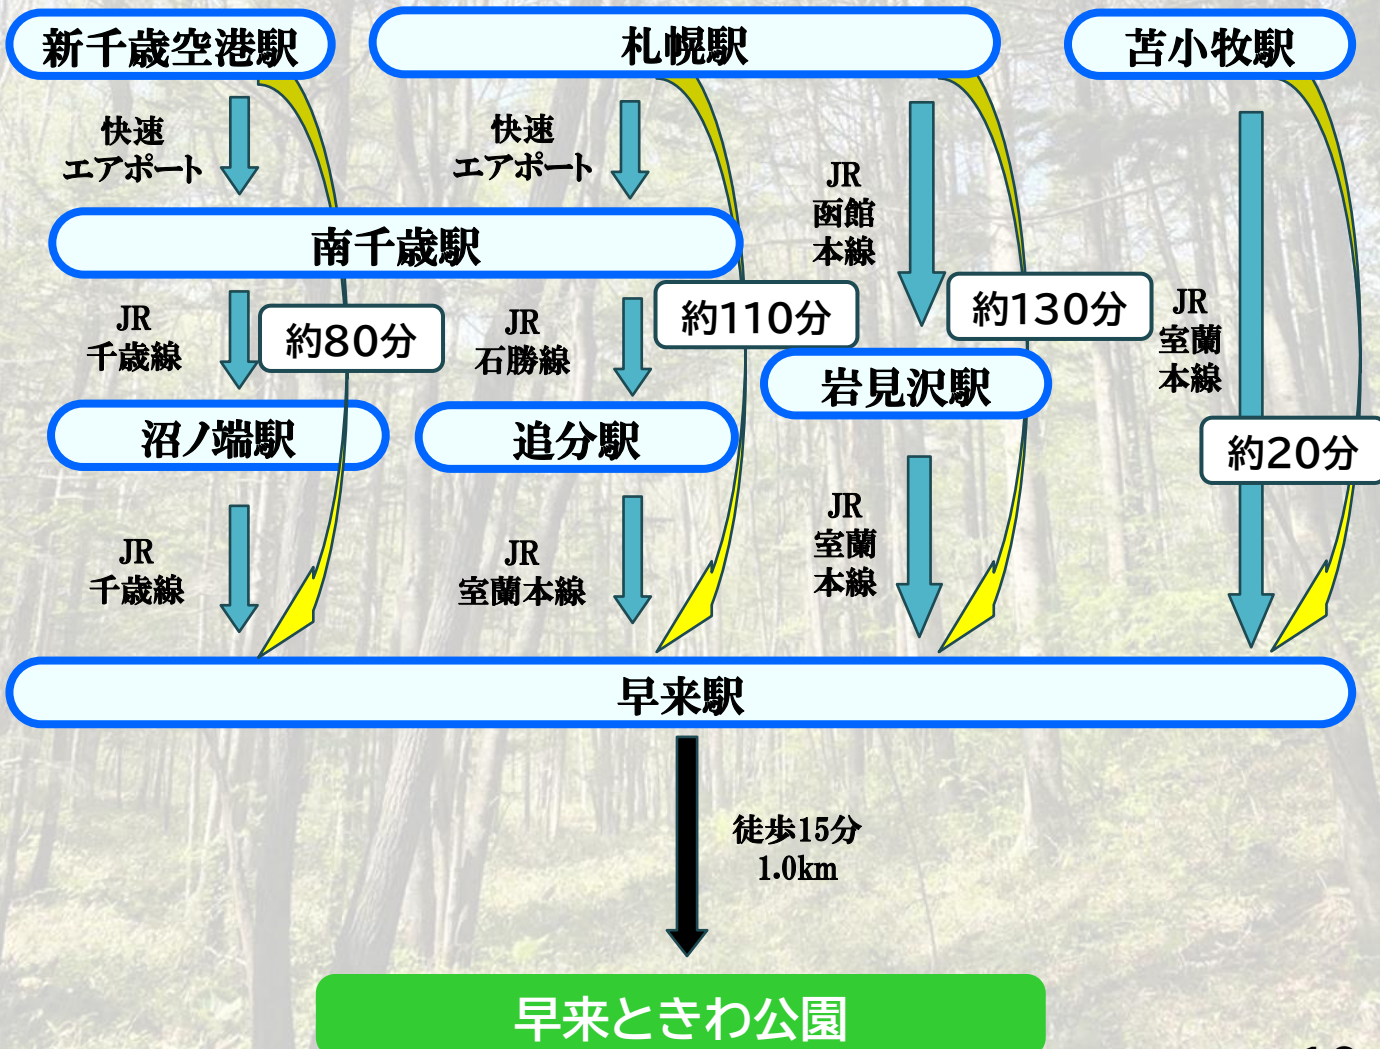 新千歳空港駅
札幌駅
苫小牧駅
快速
エアポート
快速
エアポート
JR
函館
本線
南千歳駅
JR
千歳線
約80分
JR
石勝線
約110分
約130分
JR
室蘭
本線
岩見沢駅
沼ノ端駅
追分駅
約20分
JR
千歳線
JR
室蘭本線
JR
室蘭
本線
早来駅
徒歩15分
1.0km
早来ときわ公園